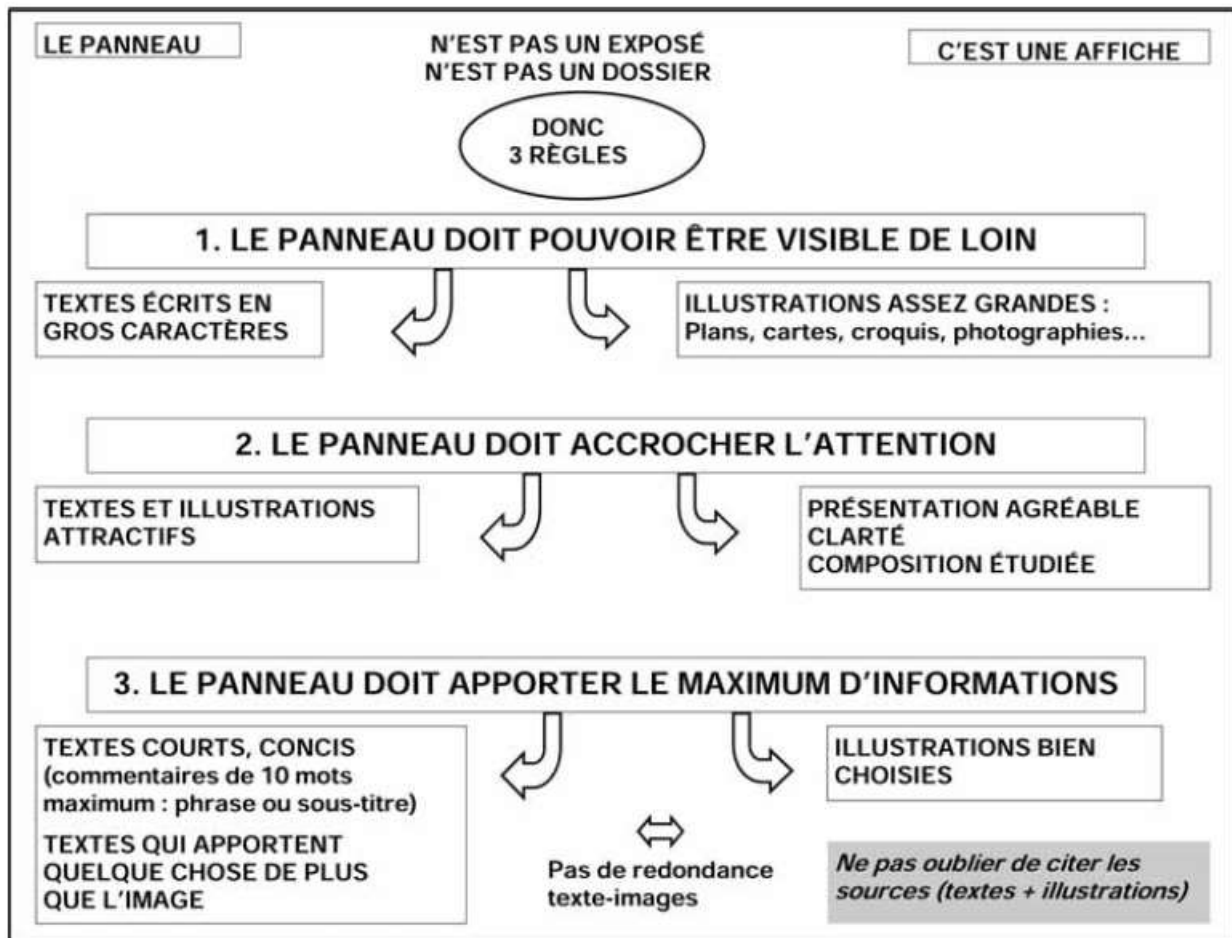 LE PANNEAU
N'EST PAS UN EXPOSÉ
N'EST PAS UN DOSSIER
C'EST UNE AFFICHE
DONC
3 RÈGLES
1. LE PANNEAU DOIT POUVOIR ÊTRE VISIBLE DE LOIN
TEXTES ÉCRITS EN
GROS CARACTÈRES
ILLUSTRATIONS ASSEZ GRANDES :
Plans, cartes, croquis, photographies...
2. LE PANNEAU DOIT ACCROCHER L'ATTENTION
TEXTES ET ILLUSTRATIONS
ATTRACTIFS
PRÉSENTATION AGRÉABLE
CLARTÉ
COMPOSITION ÉTUDIÉE
3. LE PANNEAU DOIT APPORTER LE MAXIMUM D'INFORMATIONS
TEXTES COURTS, CONCIS
(commentaires de 10 mots
maximum : phrase ou sous-titre)
TEXTES QUI APPORTENT
QUELQUE CHOSE DE PLUS
QUE L'IMAGE
Pas de redondance
texte-images
ILLUSTRATIONS BIEN
CHOISIES
Ne pas oublier de citer les
sources (textes + illustrations)